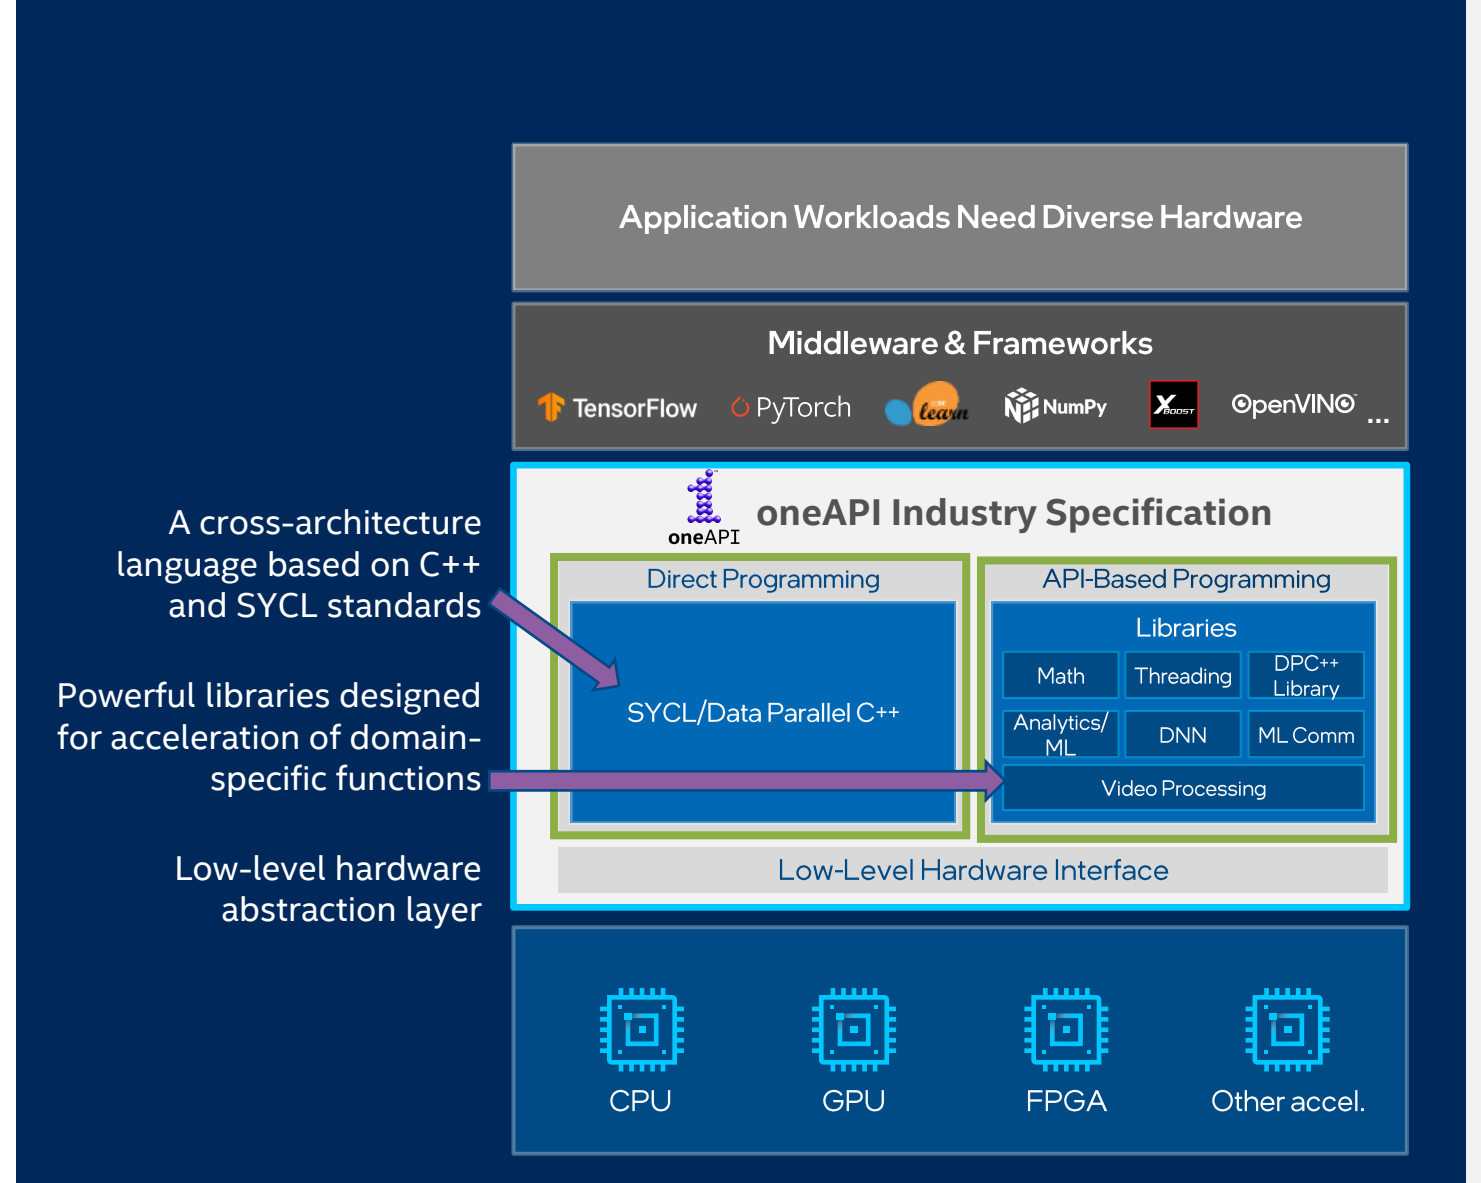 Application Workloads Need Diverse Hardware
Middleware & Frameworks
TensorFlow
PyTorch
learn
NumPy
XBOOST
OpenVINO
...
oneAPI
oneAPI Industry Specification
A cross-architecture
language based on C++
and SYCL standards
Powerful libraries designed
for acceleration of domain-
specific functions
Low-level hardware
abstraction layer
Direct Programming
SYCL/Data Parallel C++
API-Based Programming
Libraries
Math
Threading
DPC++
Library
Analytics/
ML
DNN
ML Comm
Video Processing
Low-Level Hardware Interface
CPU
GPU
FPGA
Other accel.